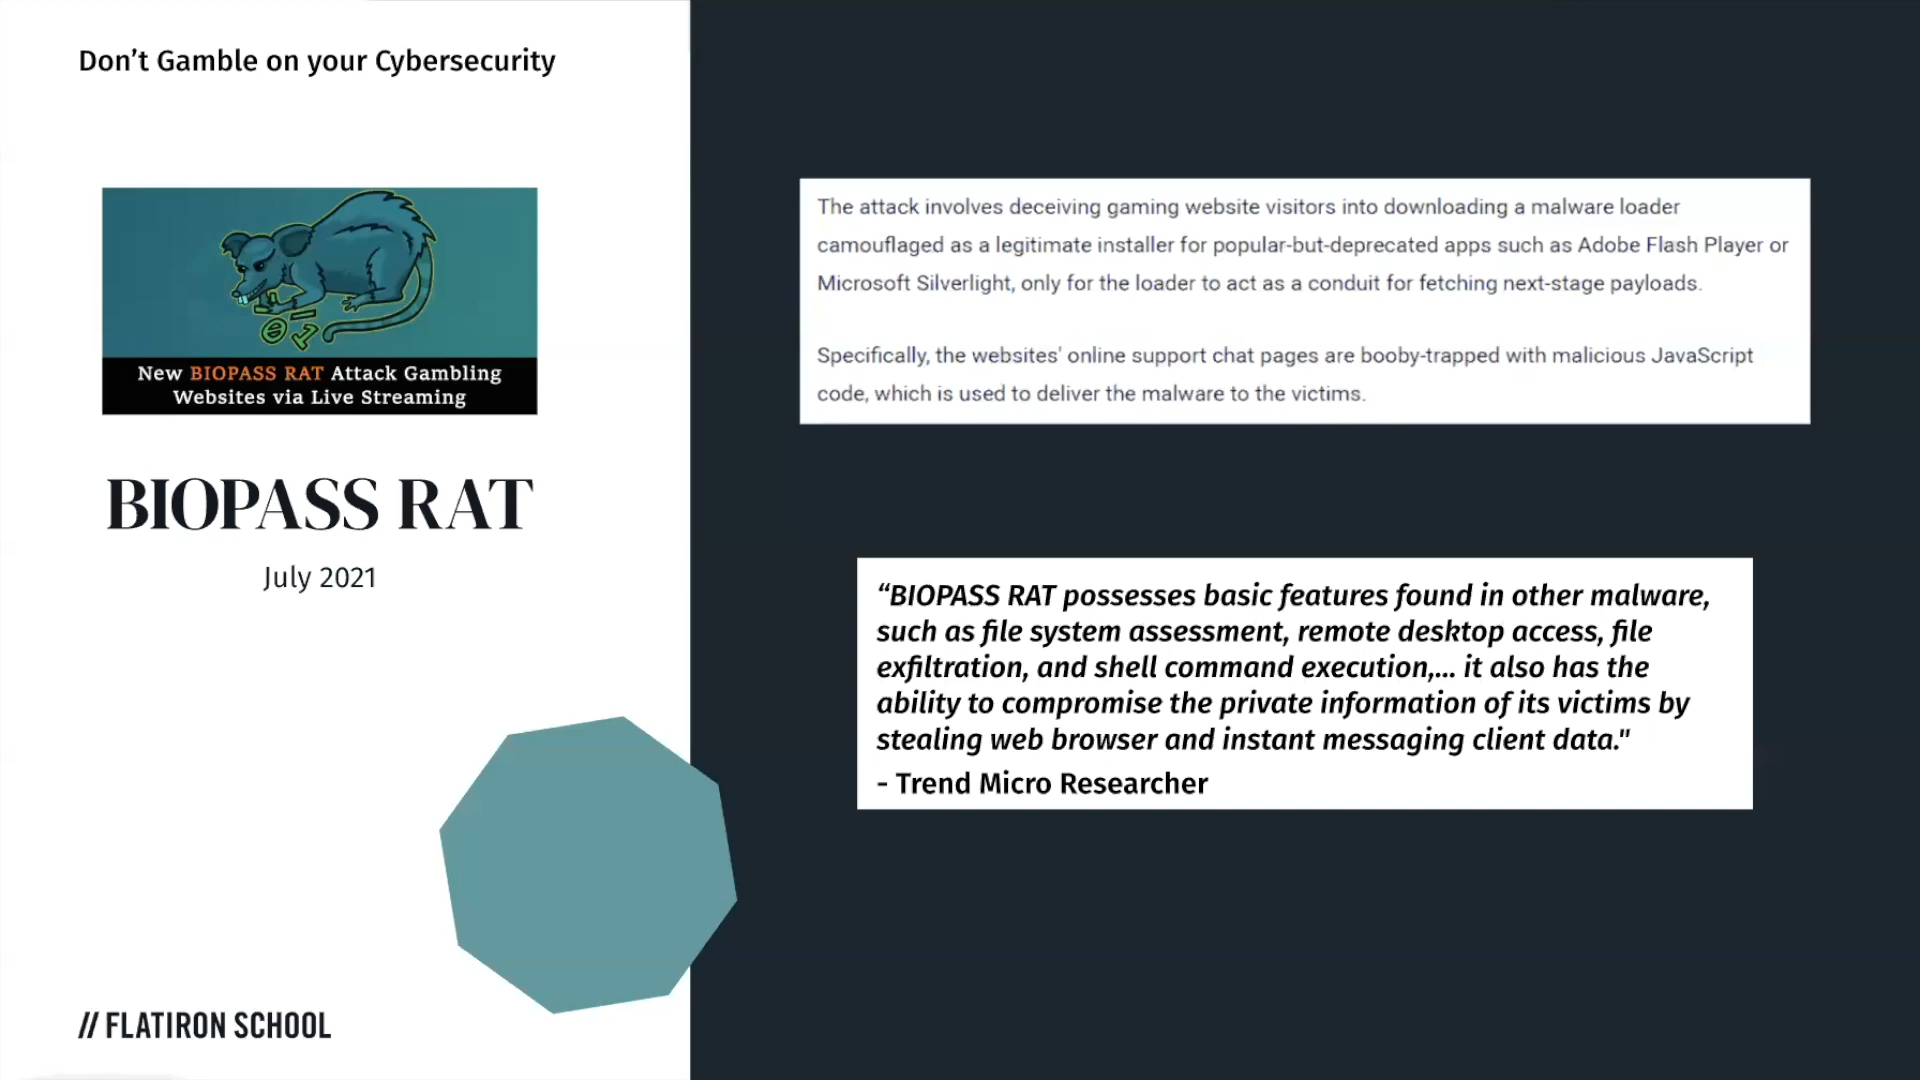 Don’t Gamble on your Cybersecurity
New BIOPASS RAT Attack Gambling
Websites via Live Streaming
BIOPASS RAT
July 2021
// FLATIRON SCHOOL
The attack involves deceiving gaming website visitors into downloading a malware loader
camouflaged as a legitimate installer for popular-but-deprecated apps such as Adobe Flash Player or
Microsoft Silverlight, only for the loader to act as a conduit for fetching next-stage payloads.
Specifically, the websites' online support chat pages are booby-trapped with malicious JavaScript
code, which is used to deliver the malware to the victims.
“BIOPASS RAT possesses basic features found in other malware,
such as file system assessment, remote desktop access, file
exfiltration, and shell command execution,... it also has the
ability to compromise the private information of its victims by
stealing web browser and instant messaging client data."
- Trend Micro Researcher